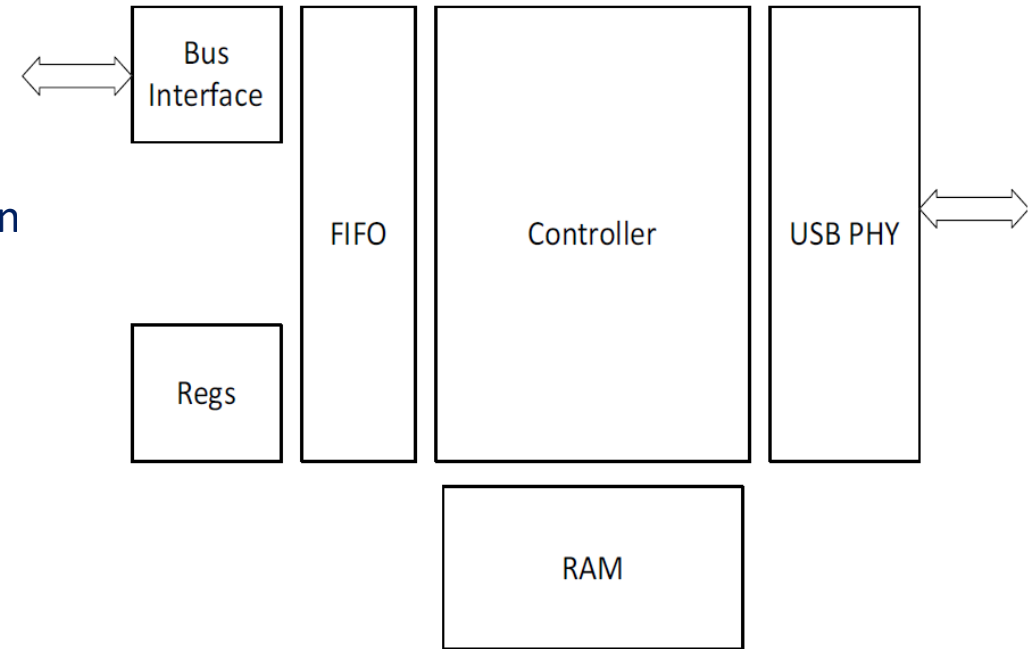 Bus
Interface
n
FIFO
Controller
USB PHY
Regs
RAM